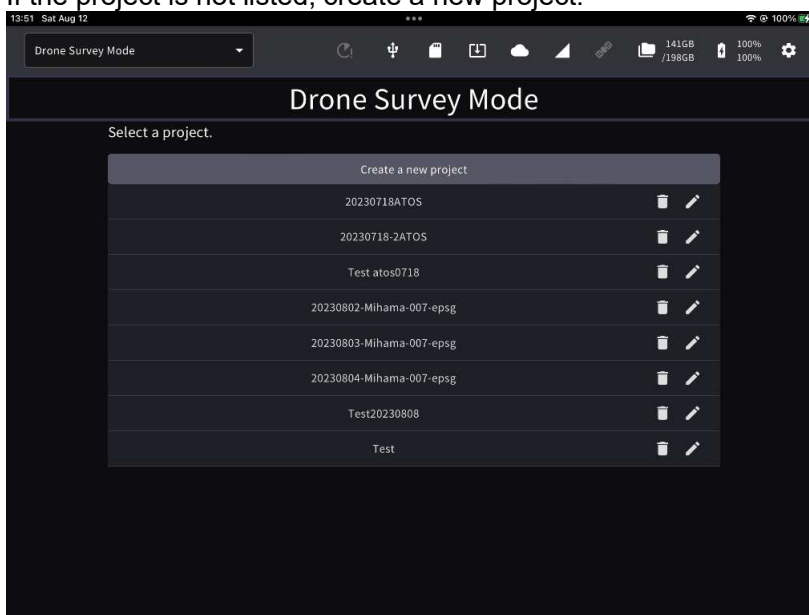 If the project is not listed, create a new project.
13:51 Sat Aug 12
100%
Drone Survey Mode
141GB
/198GB
100%
100%
Drone Survey Mode
Select a project.
Create a new project
20230718ATOS
20230718-2ATOS
Test atos0718
20230802-Mihama-007-epsg
20230803-Mihama-007-epsg
20230804-Mihama-007-epsg
Test20230808
Test